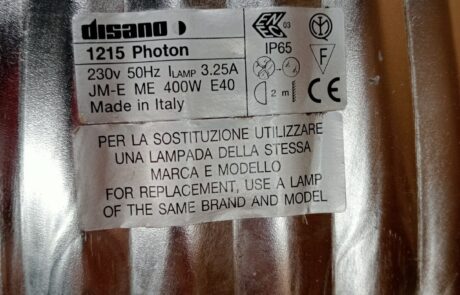 disano
1215 Photon
230v 50Hz ILAMP 3.25A
JM-E ME 400W E40
Made in Italy
ENEC 03
IP65
F
2 m
CE
PER LA SOSTITUZIONE UTILIZZARE
UNA LAMPADA DELLA STESSA
MARCA E MODELLO
FOR REPLACEMENT, USE A LAMP
OF THE SAME BRAND AND MODEL